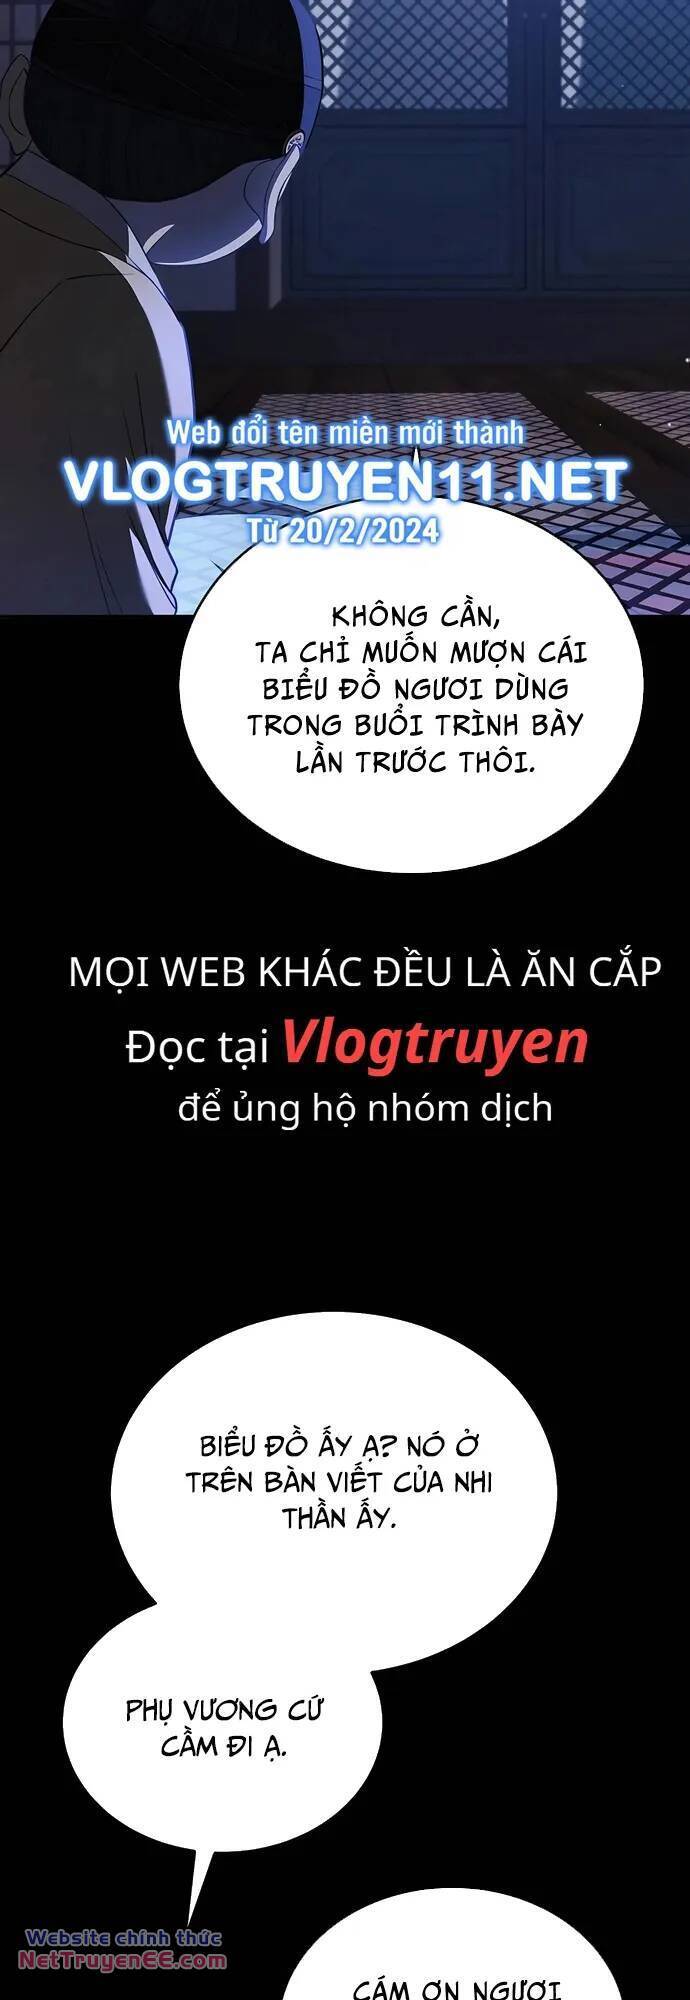 Web đổi tên miền mới thành
VLOGTRUYEN11.NET
Từ 20/2/2024
KHÔNG CẦN,
TA CHỈ MUỐN MƯỢN CÁI
BIỂU ĐỒ NGƯƠI DÙNG
TRONG BUỔI TRÌNH BÀY
LẦN TRƯỚC THÔI.
MỌI WEB KHÁC ĐỀU LÀ ĂN CẮP
Đọc tại Vlogtruyen
để ủng hộ nhóm dịch
BIỂU ĐỒ ẤY Ạ? NÓ Ở
TRÊN BÀN VIẾT CỦA NHI
THẦN ẤY.
PHỤ VƯƠNG CỨ
CẦM ĐI Ạ.
Website chính thức
NetTruyenEE.com
CÁM ƠN NGƯƠI